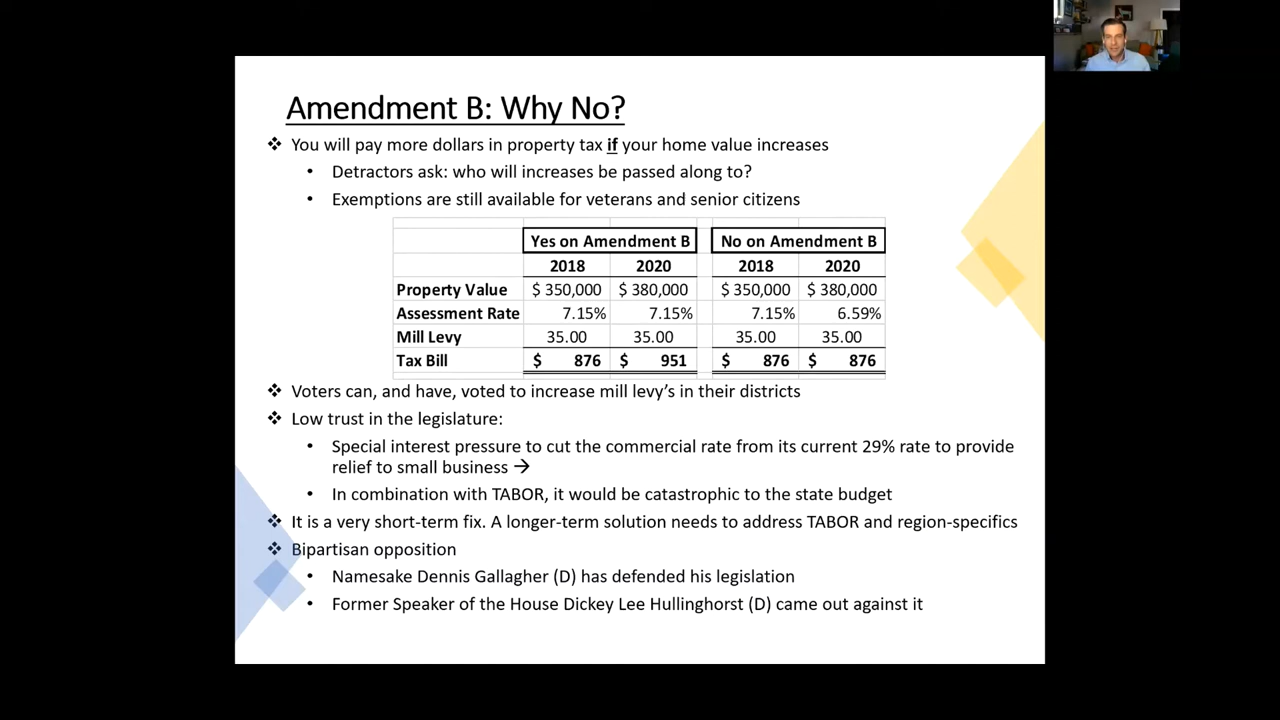 Amendment B: Why No?
❖ You will pay more dollars in property tax if your home value increases
• Detractors ask: who will increases be passed along to?
• Exemptions are still available for veterans and senior citizens
Yes on Amendment B No on Amendment B
2018 2020 2018 2020
Property Value $ 350,000 $ 380,000 $ 350,000 $ 380,000
Assessment Rate 7.15% 7.15% 7.15% 6.59%
Mill Levy 35.00 35.00 35.00 35.00
Tax Bill $ 876 $ 951 $ 876 $ 876
❖ Voters can, and have, voted to increase mill levy’s in their districts
❖ Low trust in the legislature:
• Special interest pressure to cut the commercial rate from its current 29% rate to provide
relief to small business →
• In combination with TABOR, it would be catastrophic to the state budget
❖ It is a very short-term fix. A longer-term solution needs to address TABOR and region-specifics
❖ Bipartisan opposition
• Namesake Dennis Gallagher (D) has defended his legislation
• Former Speaker of the House Dickey Lee Hullinghorst (D) came out against it